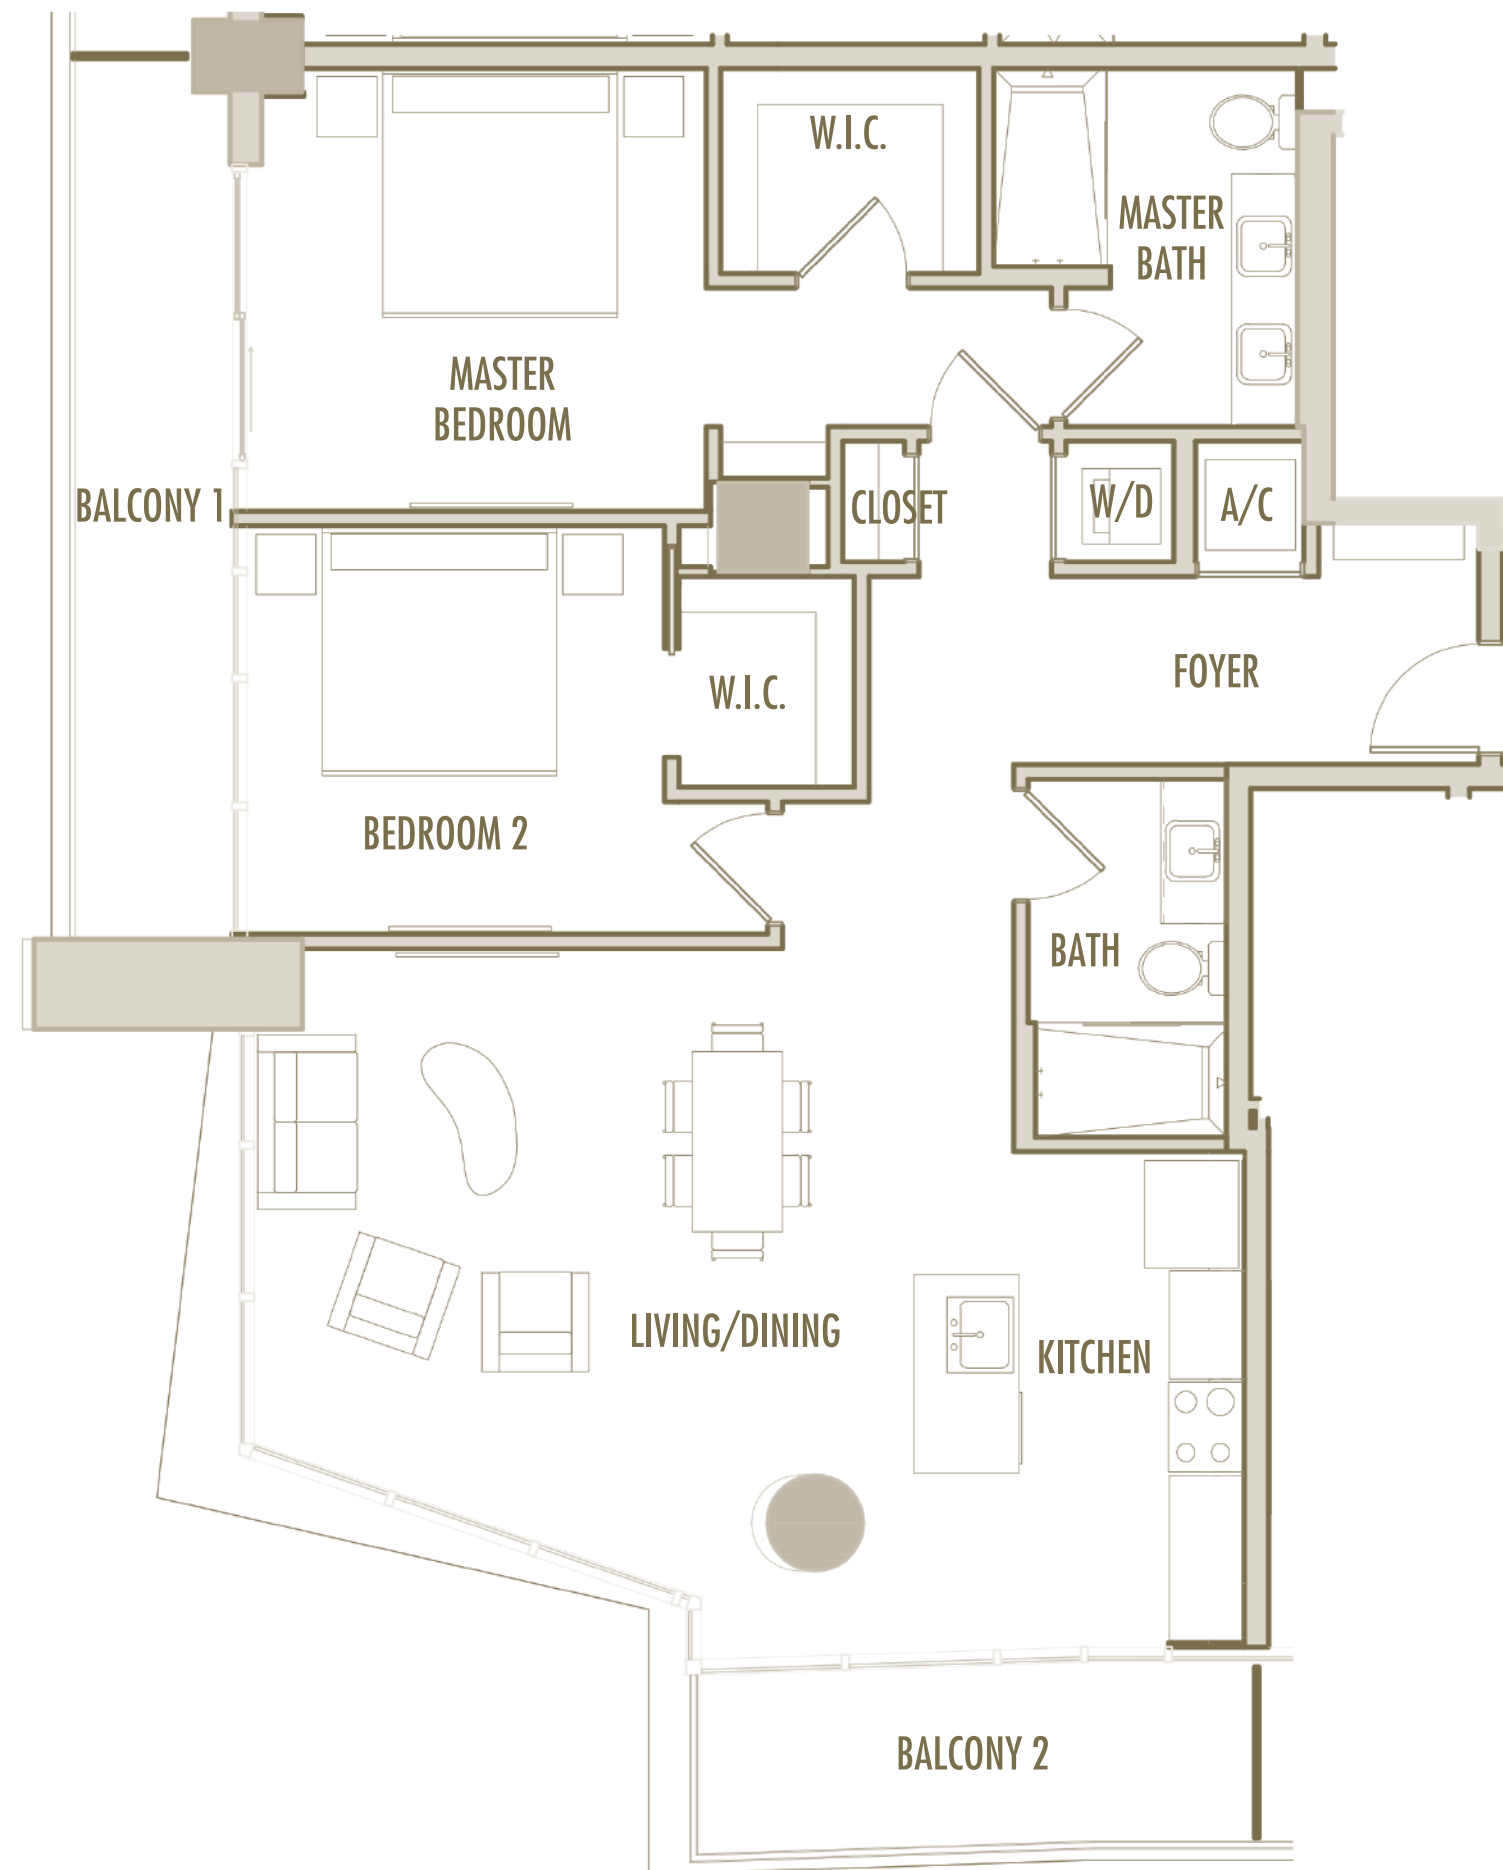 W.I.C.
MASTER
BATH
MASTER
BEDROOM
BALCONY 1
CLOSET
W/D
A/C
FOYER
W.I.C.
BEDROOM 2
BATH
LIVING/DINING
KITCHEN
BALCONY 2